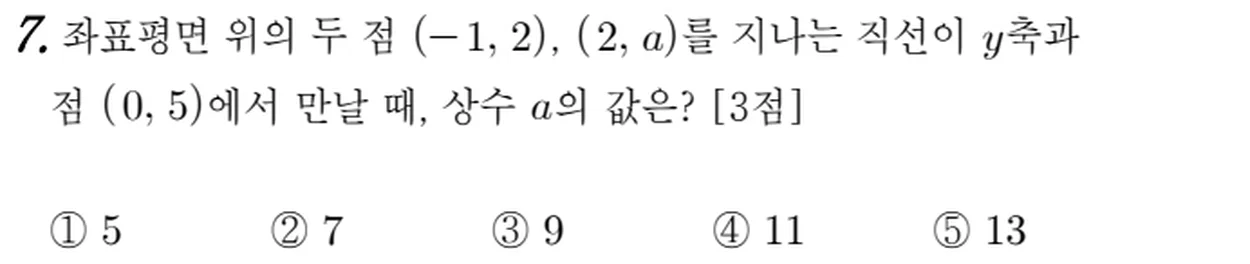 7. 좌표평면 위의 두 점 (−1, 2), (2, a)를 지나는 직선이 y축과
점 (0, 5)에서 만날 때, 상수 a의 값은? [3점]
① 5 ② 7 ③ 9 ④ 11 ⑤ 13